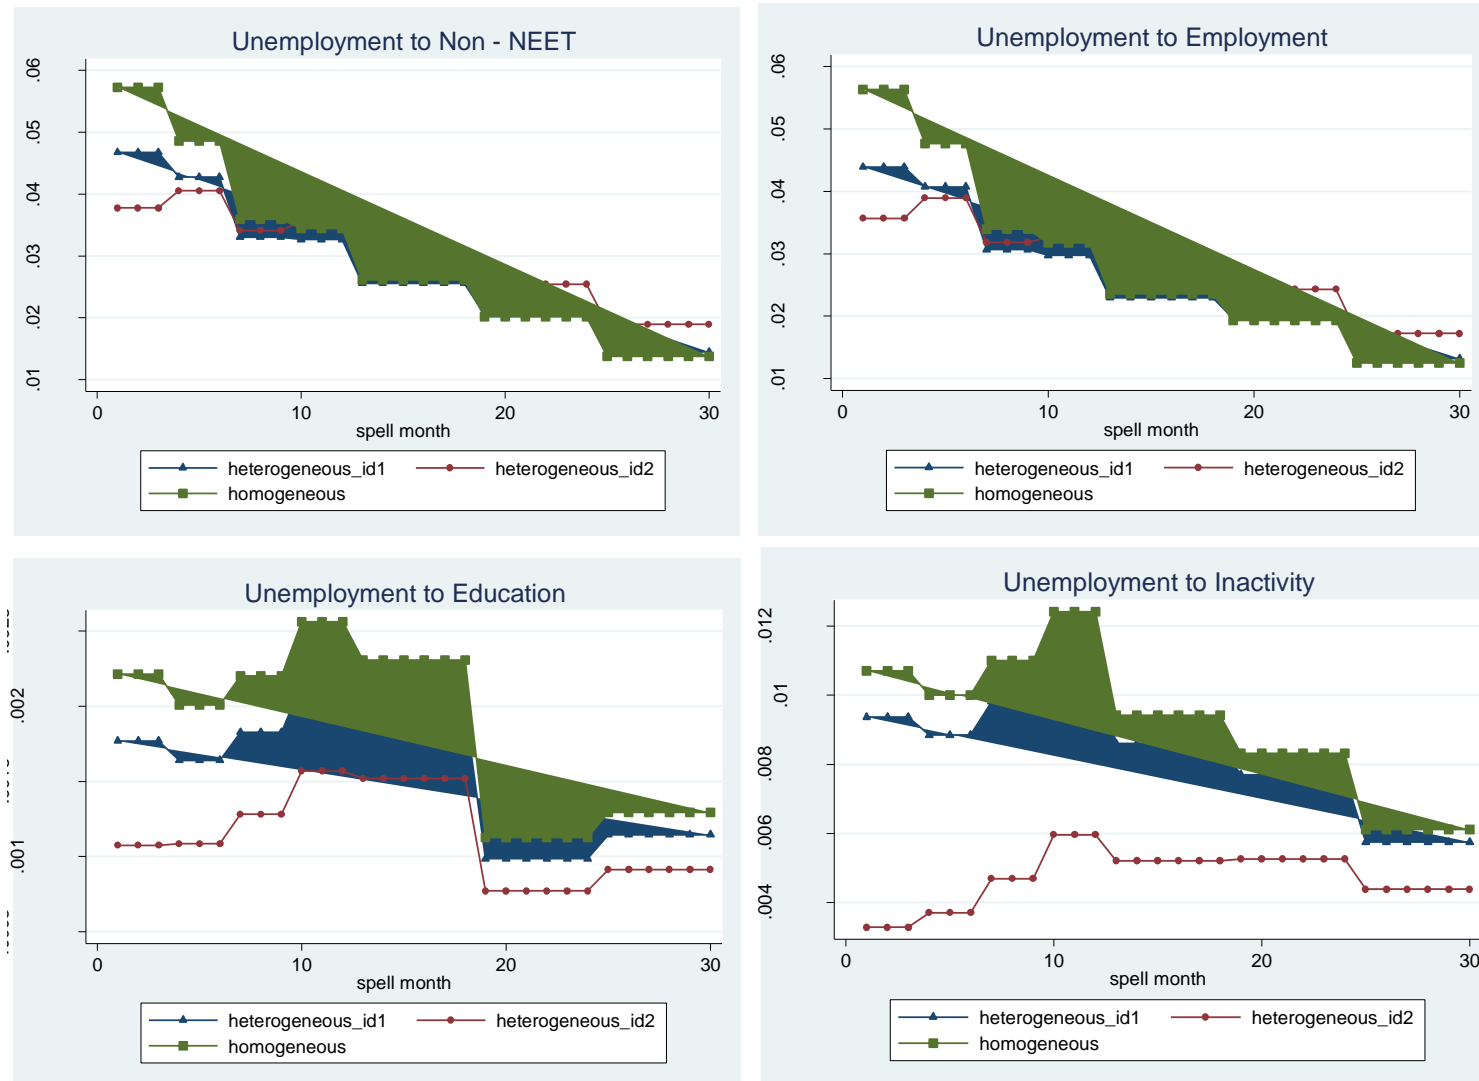 Unemployment to Non - NEET
.06
.05
.04
.03
.02
.01
0
10
20
30
spell month
heterogeneous_id1
heterogeneous_id2
homogeneous
Unemployment to Employment
.06
.05
.04
.03
.02
.01
0
10
20
30
spell month
heterogeneous_id1
heterogeneous_id2
homogeneous
Unemployment to Education
.002
.001
0
10
20
30
spell month
heterogeneous_id1
heterogeneous_id2
homogeneous
Unemployment to Inactivity
.012
.01
.008
.006
.004
0
10
20
30
spell month
heterogeneous_id1
heterogeneous_id2
homogeneous